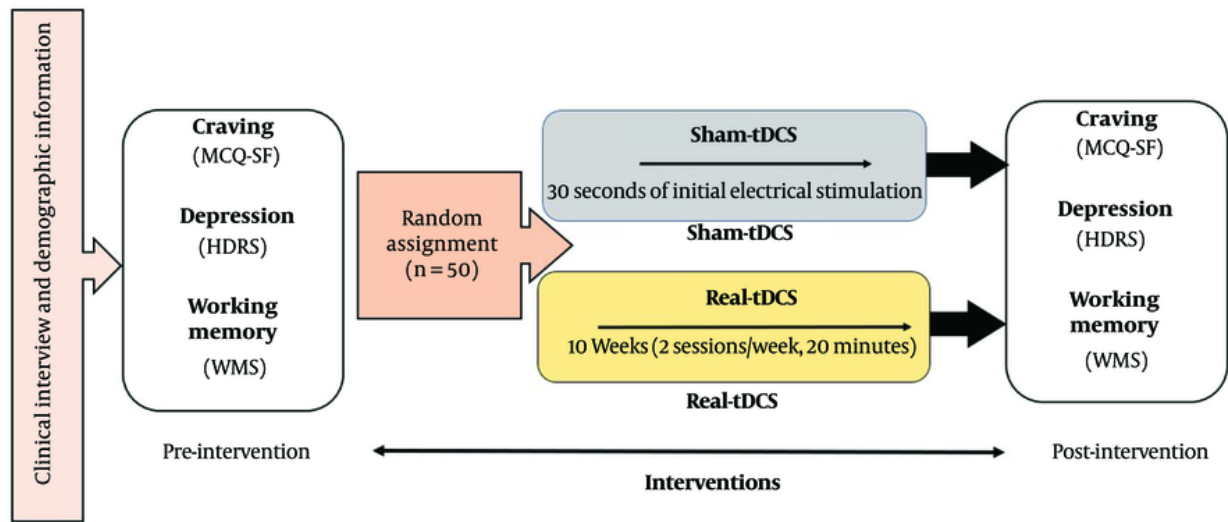 Clinical interview and demographic information
Craving
(MCQ-SF)
Depression
(HDRS)
Working
memory
(WMS)
Pre-intervention
Random
assignment
(n = 50)
Sham-tDCS
30 seconds of initial electrical stimulation
Sham-tDCS
Real-tDCS
10 Weeks (2 sessions/week, 20 minutes)
Real-tDCS
Interventions
Craving
(MCQ-SF)
Depression
(HDRS)
Working
memory
(WMS)
Post-intervention